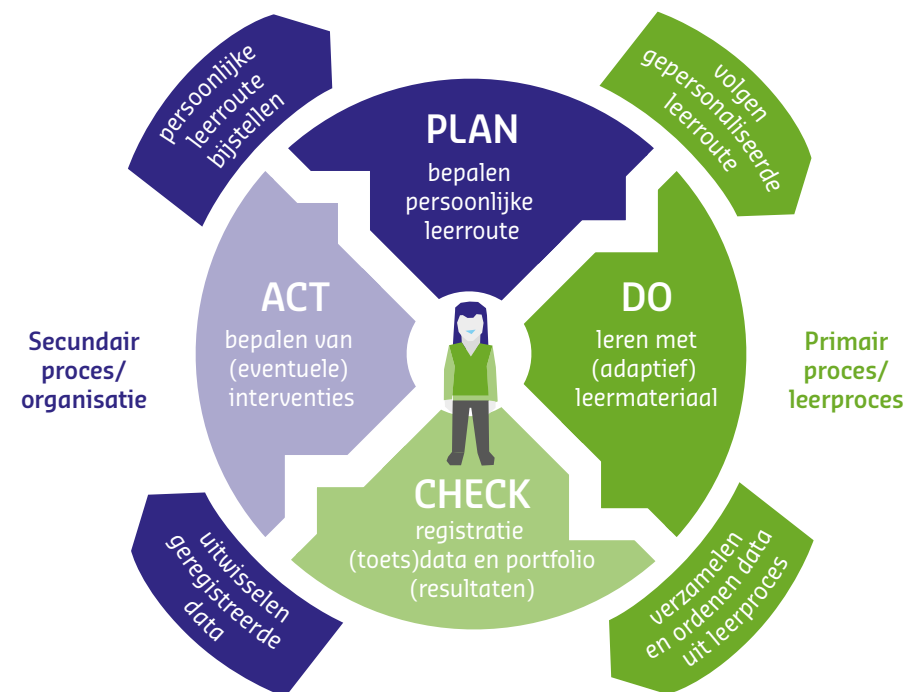 persoonlijke
leerroute
bijstellen
PLAN
bepalen
persoonlijke
leerroute
volgen
gepersonaliseerde
leerroute
ACT
bepalen van
(eventuele)
interventies
DO
leren met
(adaptief)
leermateriaal
Secundair
proces/
organisatie
Primair
proces/
leerproces
CHECK
registratie
(toets)data en portfolio
(resultaten)
uitwisselen
geregistreerde
data
verzamelen
en ordenen data
uit leerproces